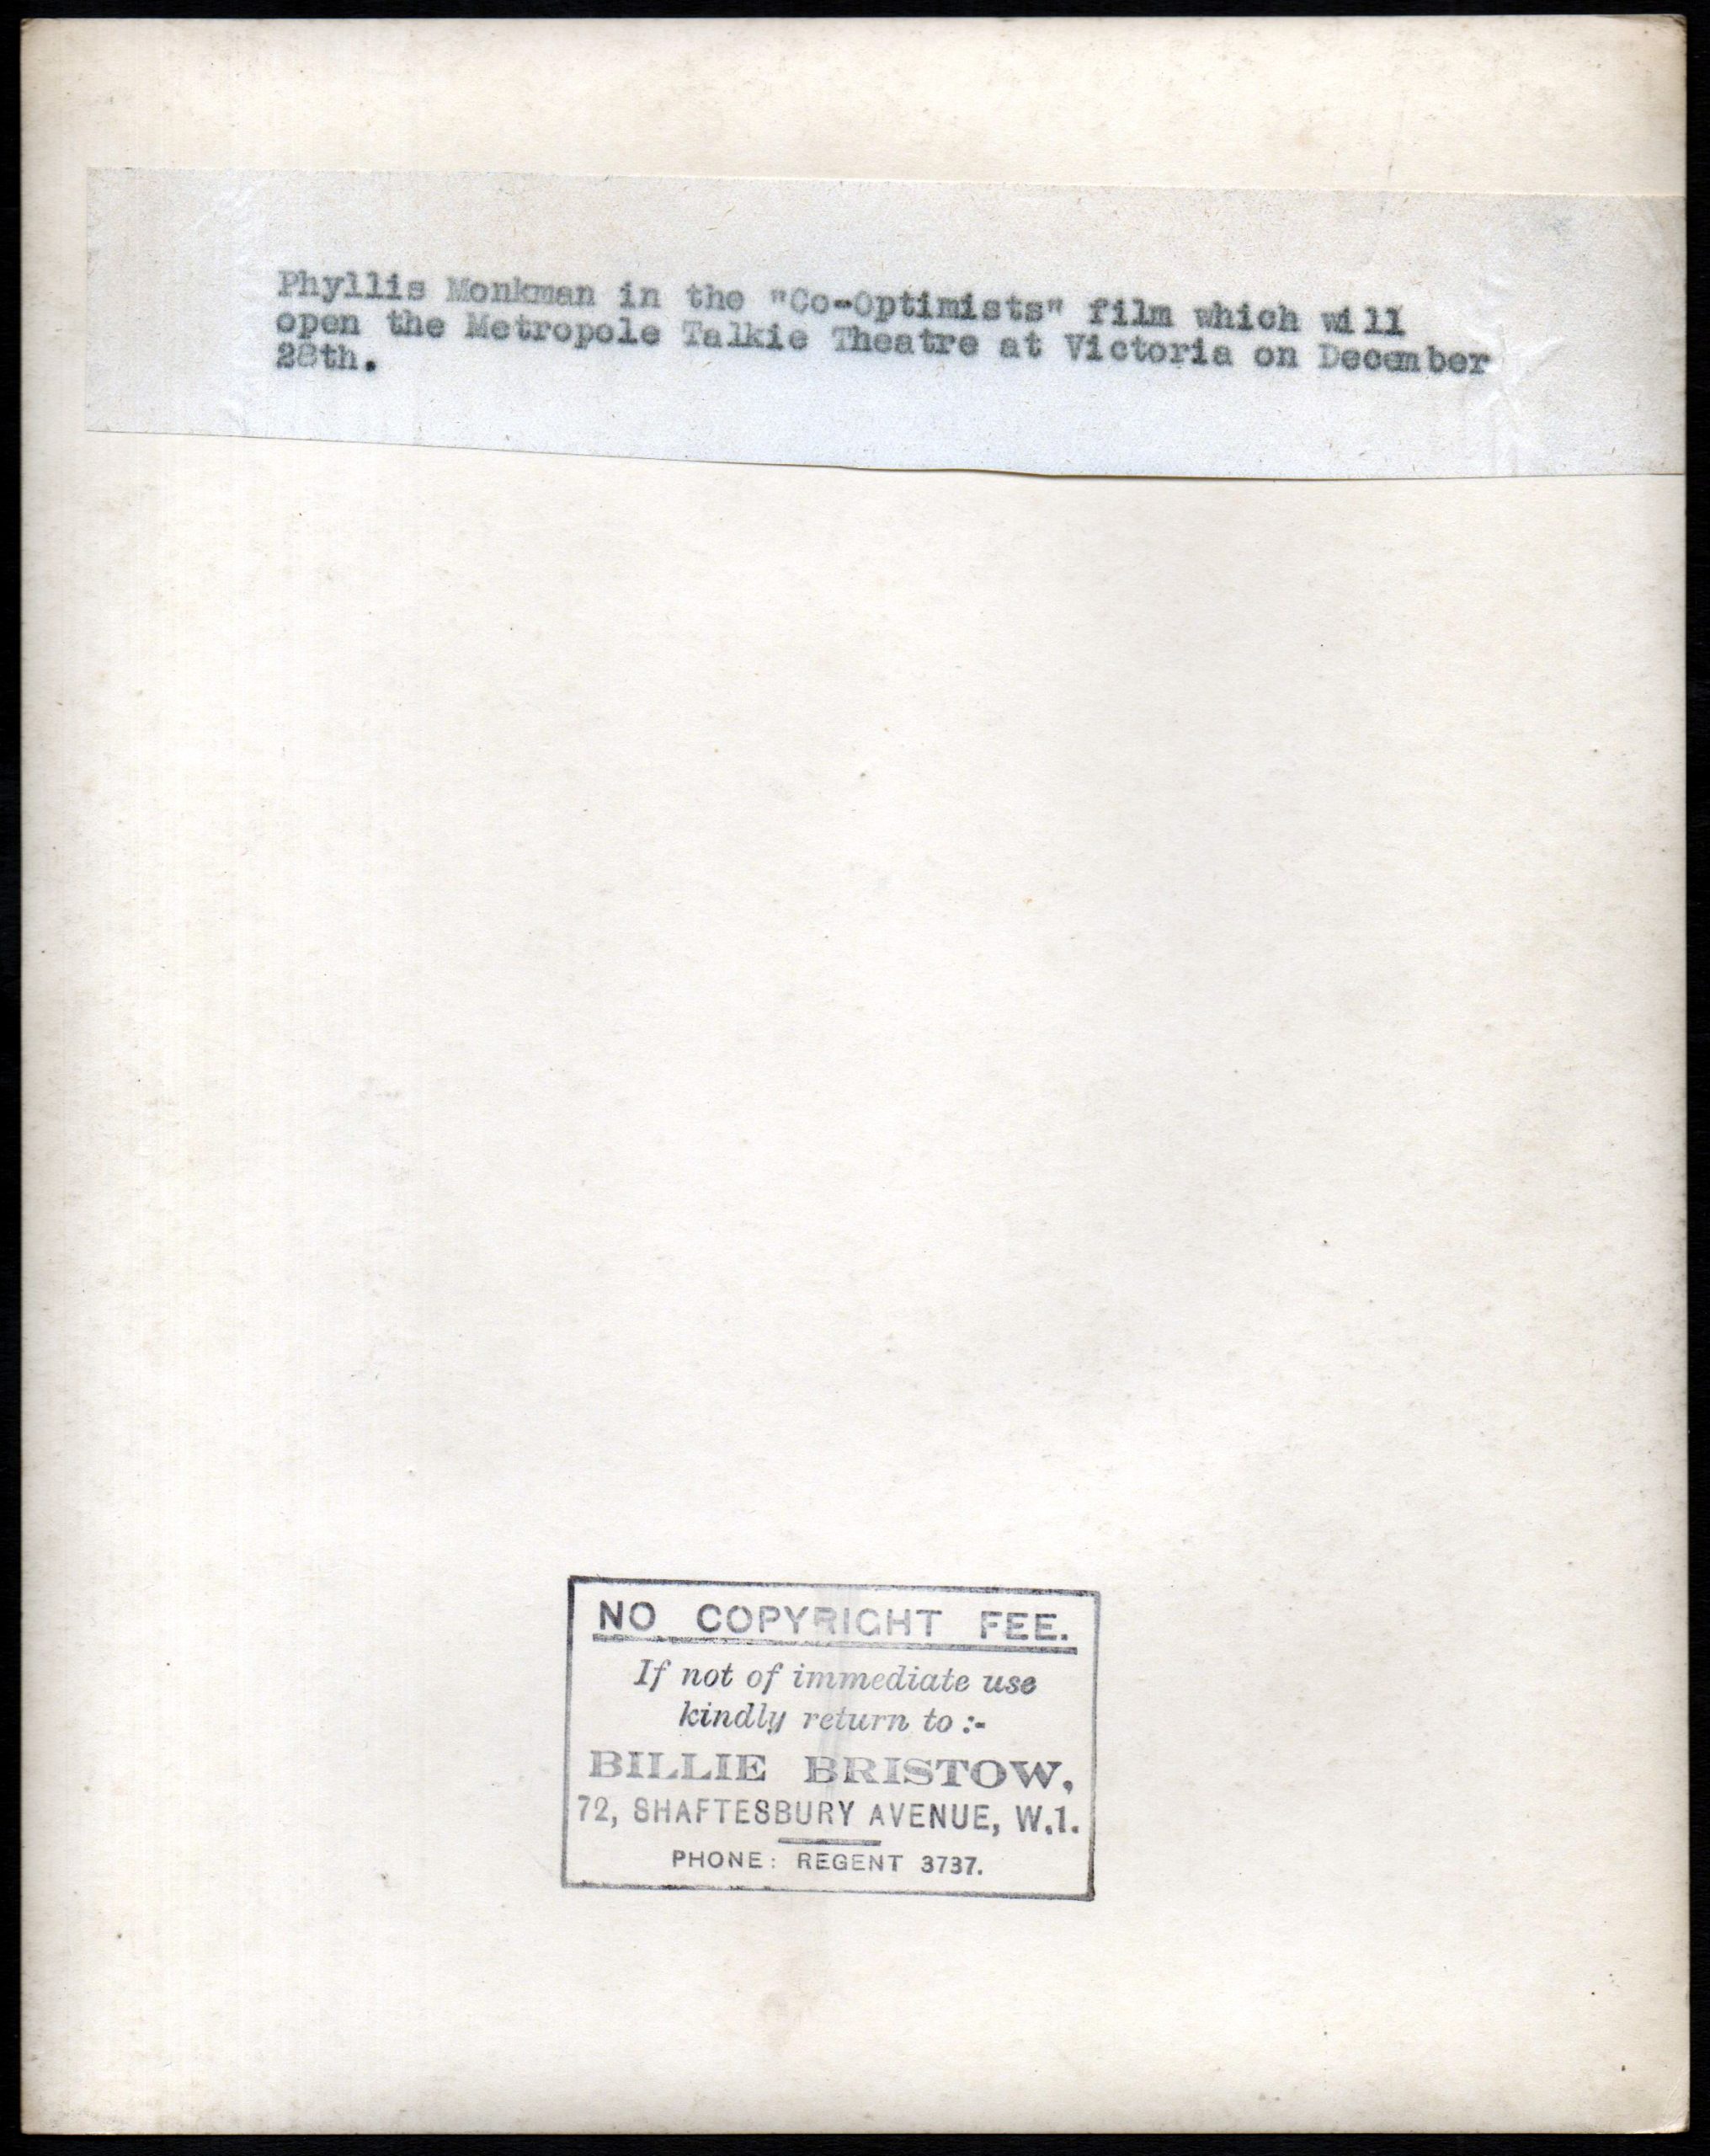 Phyllis Monkman in the "Co-Optimists" film which will
open the Metropole Talkie Theatre at Victoria on December
28th.
NO COPYRIGHT FEE.
If not of immediate use
kindly return to :-
BILLIE BRISTOW,
72, SHAFTESBURY AVENUE, W.1.
PHONE: REGENT 3737.